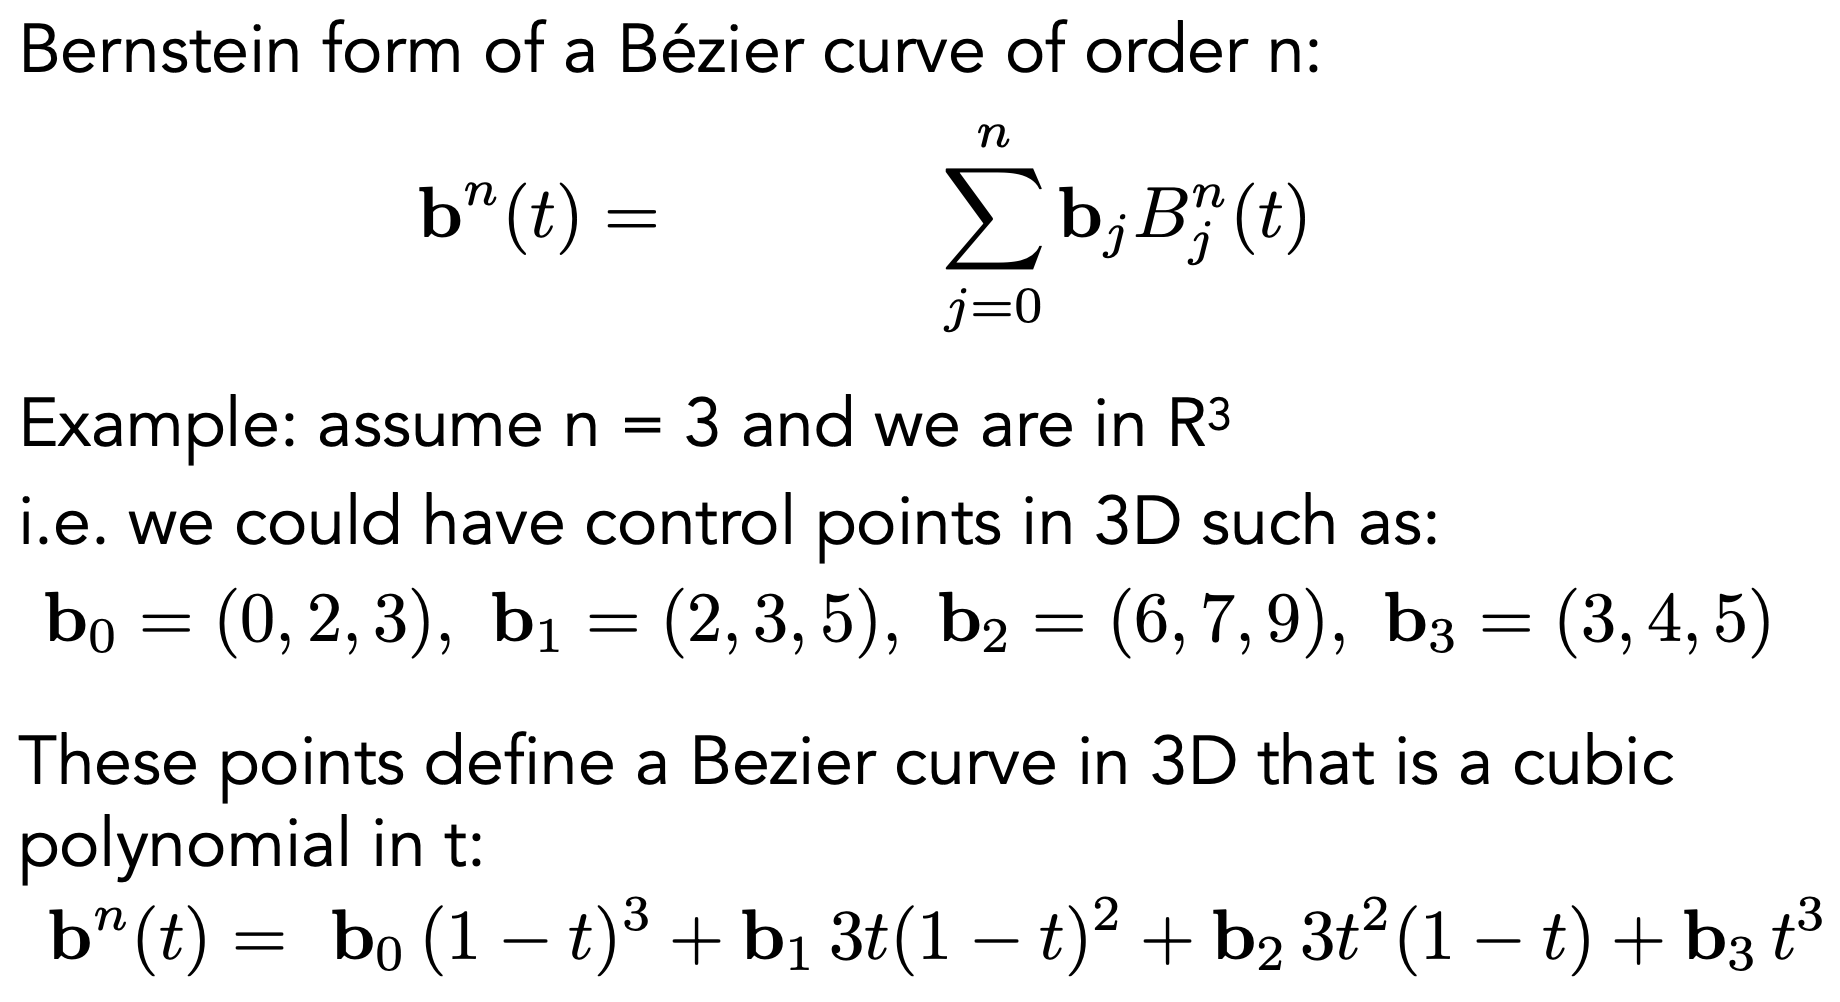 Bernstein form of a Bézier curve of order n:
𝐛ⁿ(t) = ∑_{j=0}^{n} 𝐛_j B_j^n(t)
Example: assume n = 3 and we are in R³
i.e. we could have control points in 3D such as:
𝐛₀ = (0, 2, 3), 𝐛₁ = (2, 3, 5), 𝐛₂ = (6, 7, 9), 𝐛₃ = (3, 4, 5)
These points define a Bezier curve in 3D that is a cubic
polynomial in t:
𝐛ⁿ(t) = 𝐛₀ (1 − t)³ + 𝐛₁ 3t(1 − t)² + 𝐛₂ 3t²(1 − t) + 𝐛₃ t³